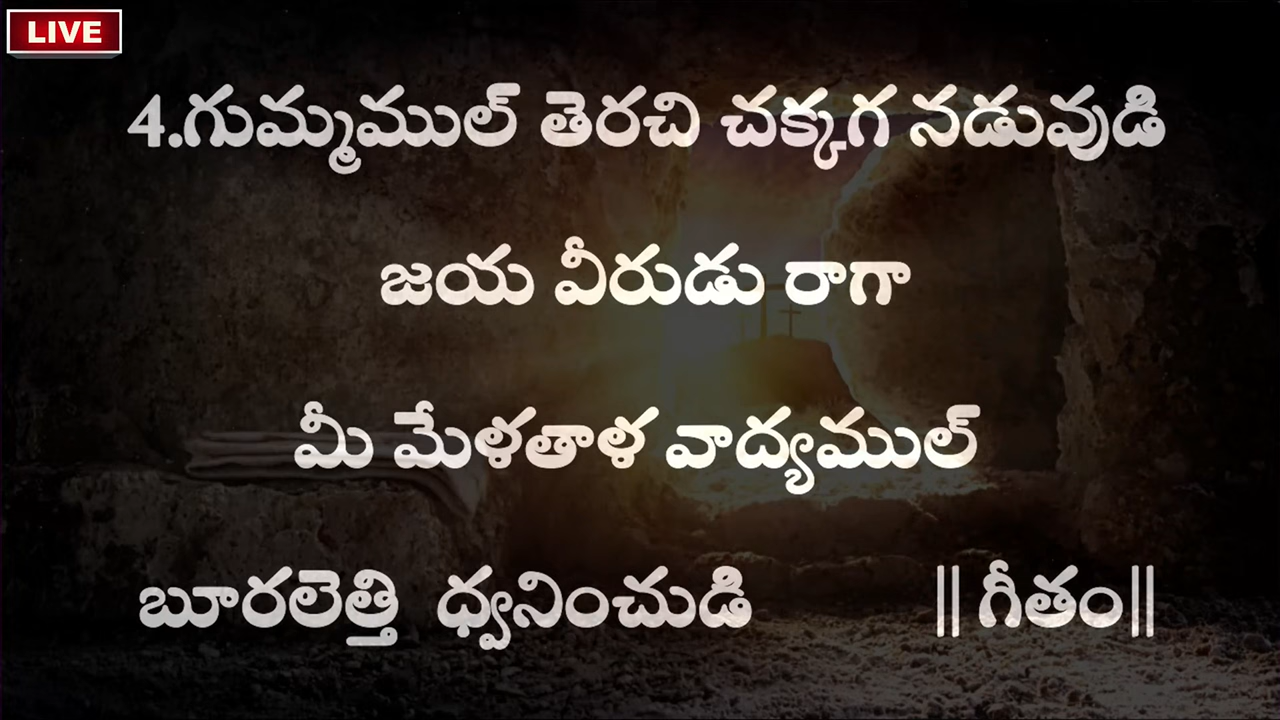 LIVE
4.గుమ్మముల్ తెరచి చక్కగ నడువుడి
జయ వీరుడు రాగా
మీ మేళతాళ వాద్యముల్
బూరలెత్తి ధ్వనించుడి || గీతం||